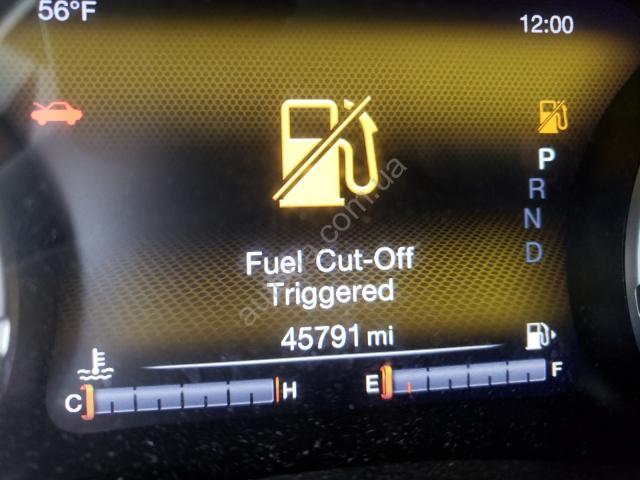 56°F
12:00
P
R
N
D
Fuel Cut-Off
Triggered
45791 mi
C
H
E
F